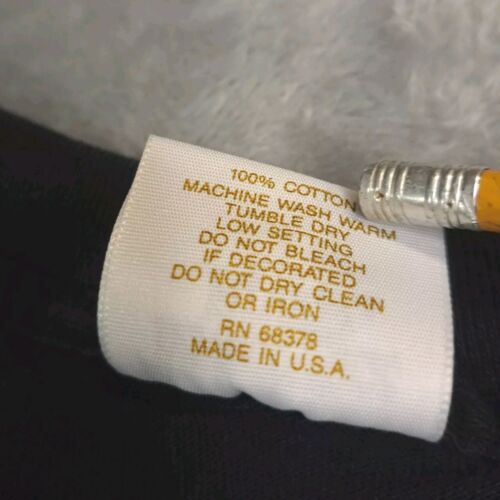 100% COTTON
MACHINE WASH WARM
TUMBLE DRY
LOW SETTING
DO NOT BLEACH
IF DECORATED
DO NOT DRY CLEAN
OR IRON
RN 68378
MADE IN U.S.A.